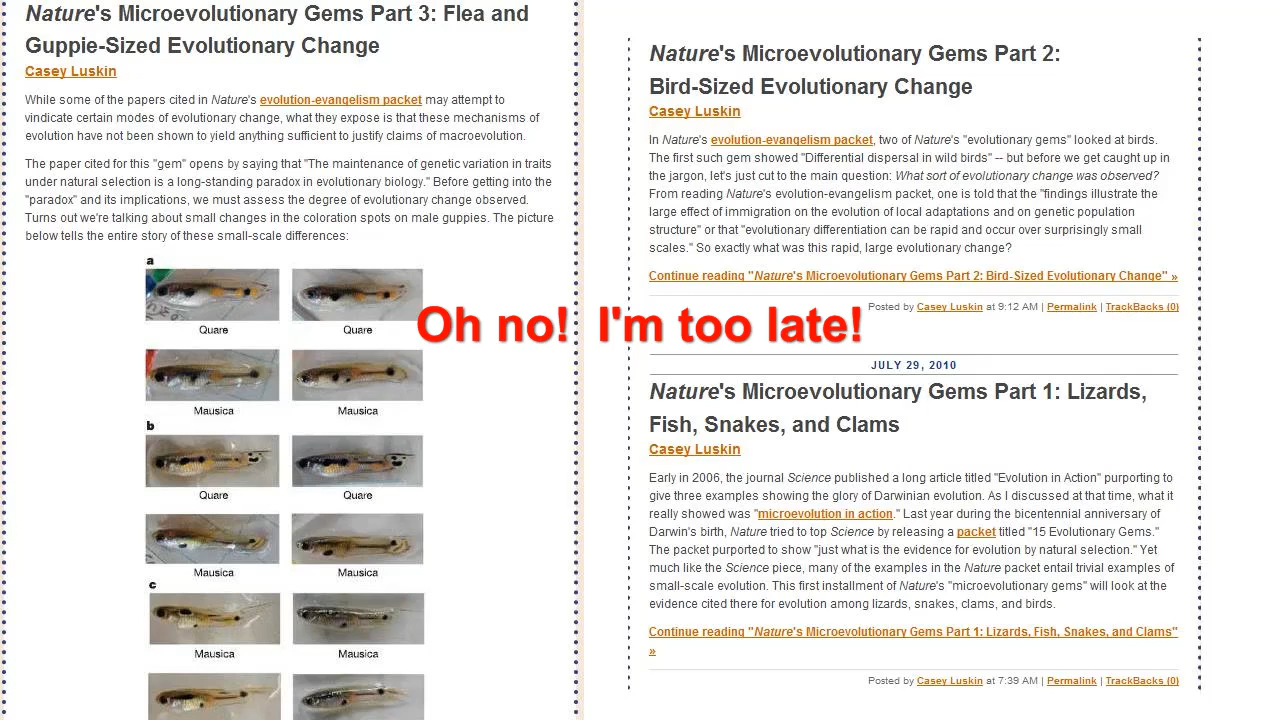 Nature's Microevolutionary Gems Part 3: Flea and
Guppie-Sized Evolutionary Change
Casey Luskin
While some of the papers cited in Nature's evolution-evangelism packet may attempt to
vindicate certain modes of evolutionary change, what they expose is that these mechanisms of
evolution have not been shown to yield anything sufficient to justify claims of macroevolution.
The paper cited for this "gem" opens by saying that "The maintenance of genetic variation in traits
under natural selection is a long-standing paradox in evolutionary biology." Before getting into the
"paradox" and its implications, we must assess the degree of evolutionary change observed.
Turns out we're talking about small changes in the coloration spots on male guppies. The picture
below tells the entire story of these small-scale differences:
a
Quare Quare
Mausica Mausica
b
Quare Quare
Mausica Mausica
c
Mausica Mausica
Oh no! I'm too late!
Nature's Microevolutionary Gems Part 2:
Bird-Sized Evolutionary Change
Casey Luskin
In Nature's evolution-evangelism packet, two of Nature's "evolutionary gems" looked at birds.
The first such gem showed "Differential dispersal in wild birds" -- but before we get caught up in
the jargon, let's just cut to the main question: What sort of evolutionary change was observed?
From reading Nature's evolution-evangelism packet, one is told that the "findings illustrate the
large effect of immigration on the evolution of local adaptations and on genetic population
structure" or that "evolutionary differentiation can be rapid and occur over surprisingly small
scales." So exactly what was this rapid, large evolutionary change?
Continue reading "Nature's Microevolutionary Gems Part 2: Bird-Sized Evolutionary Change" »
Posted by Casey Luskin at 9:12 AM | Permalink | TrackBacks (0)
JULY 29, 2010
Nature's Microevolutionary Gems Part 1: Lizards,
Fish, Snakes, and Clams
Casey Luskin
Early in 2006, the journal Science published a long article titled "Evolution in Action" purporting to
give three examples showing the glory of Darwinian evolution. As I discussed at that time, what it
really showed was "microevolution in action." Last year during the bicentennial anniversary of
Darwin's birth, Nature tried to top Science by releasing a packet titled "15 Evolutionary Gems."
The packet purported to show "just what is the evidence for evolution by natural selection." Yet
much like the Science piece, many of the examples in the Nature packet entail trivial examples of
small-scale evolution. This first installment of Nature's "microevolutionary gems" will look at the
evidence cited there for evolution among lizards, snakes, clams, and birds.
Continue reading "Nature's Microevolutionary Gems Part 1: Lizards, Fish, Snakes, and Clams"
»
Posted by Casey Luskin at 7:39 AM | Permalink | TrackBacks (0)